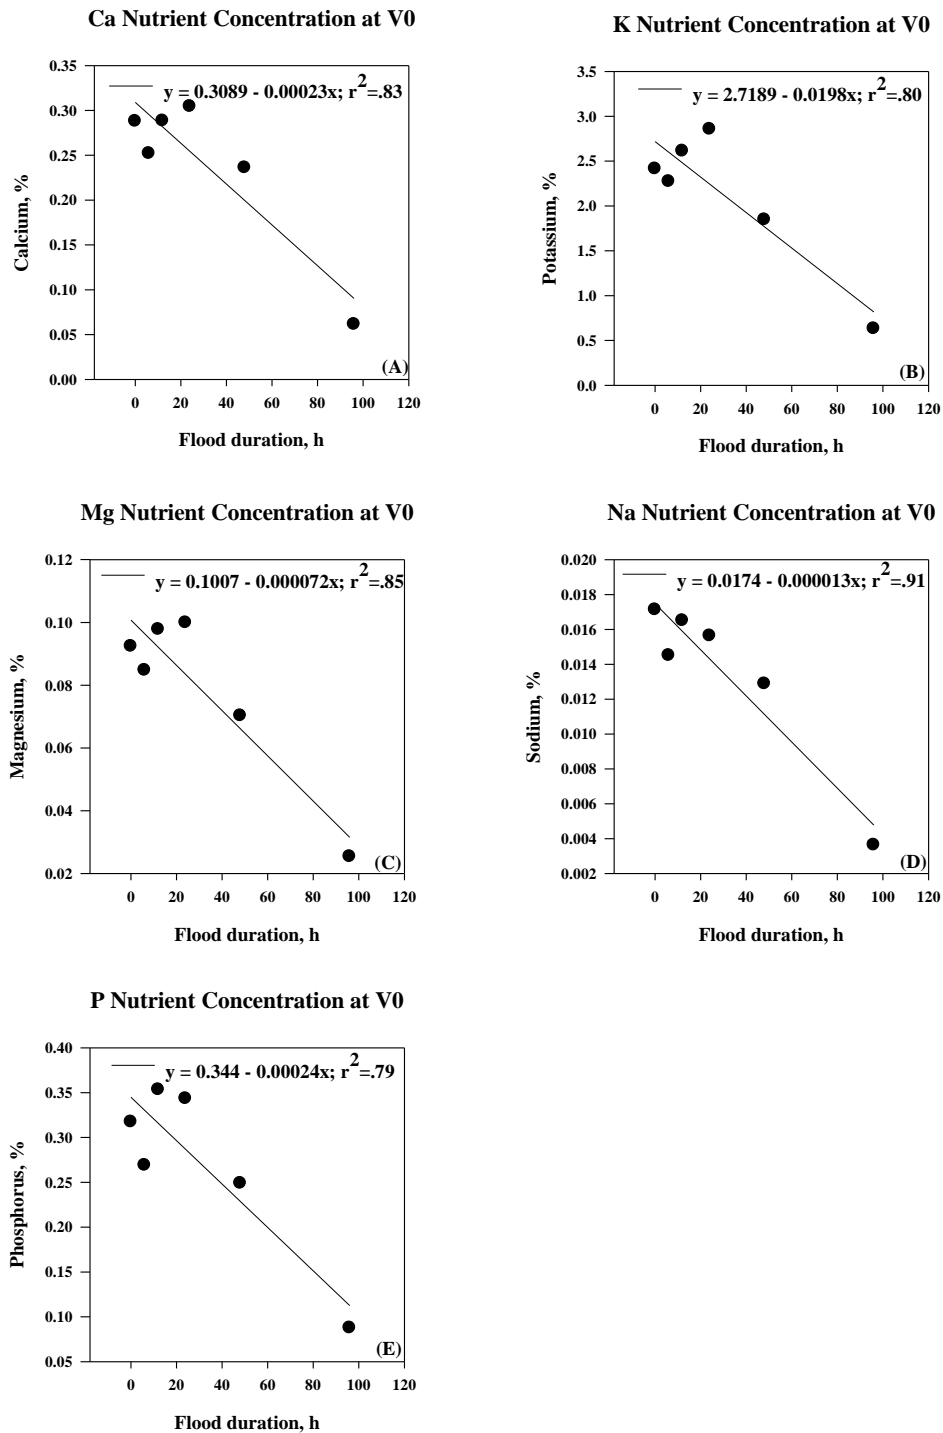 Ca Nutrient Concentration at V0
y = 0.3089 - 0.00023x; r2=.83
0.35
0.30
0.25
0.20
0.15
0.10
0.05
0.00
Calcium, %
(A)
0 20 40 60 80 100 120
Flood duration, h
K Nutrient Concentration at V0
y = 2.7189 - 0.0198x; r2=.80
3.5
3.0
2.5
2.0
1.5
1.0
0.5
0.0
Potassium, %
(B)
0 20 40 60 80 100 120
Flood duration, h
Mg Nutrient Concentration at V0
y = 0.1007 - 0.000072x; r2=.85
0.12
0.10
0.08
0.06
0.04
0.02
Magnesium, %
(C)
0 20 40 60 80 100 120
Flood duration, h
Na Nutrient Concentration at V0
y = 0.0174 - 0.000013x; r2=.91
0.020
0.018
0.016
0.014
0.012
0.010
0.008
0.006
0.004
0.002
Sodium, %
(D)
0 20 40 60 80 100 120
Flood duration, h
P Nutrient Concentration at V0
y = 0.344 - 0.00024x; r2=.79
0.40
0.35
0.30
0.25
0.20
0.15
0.10
0.05
Phosphorus, %
(E)
0 20 40 60 80 100 120
Flood duration, h